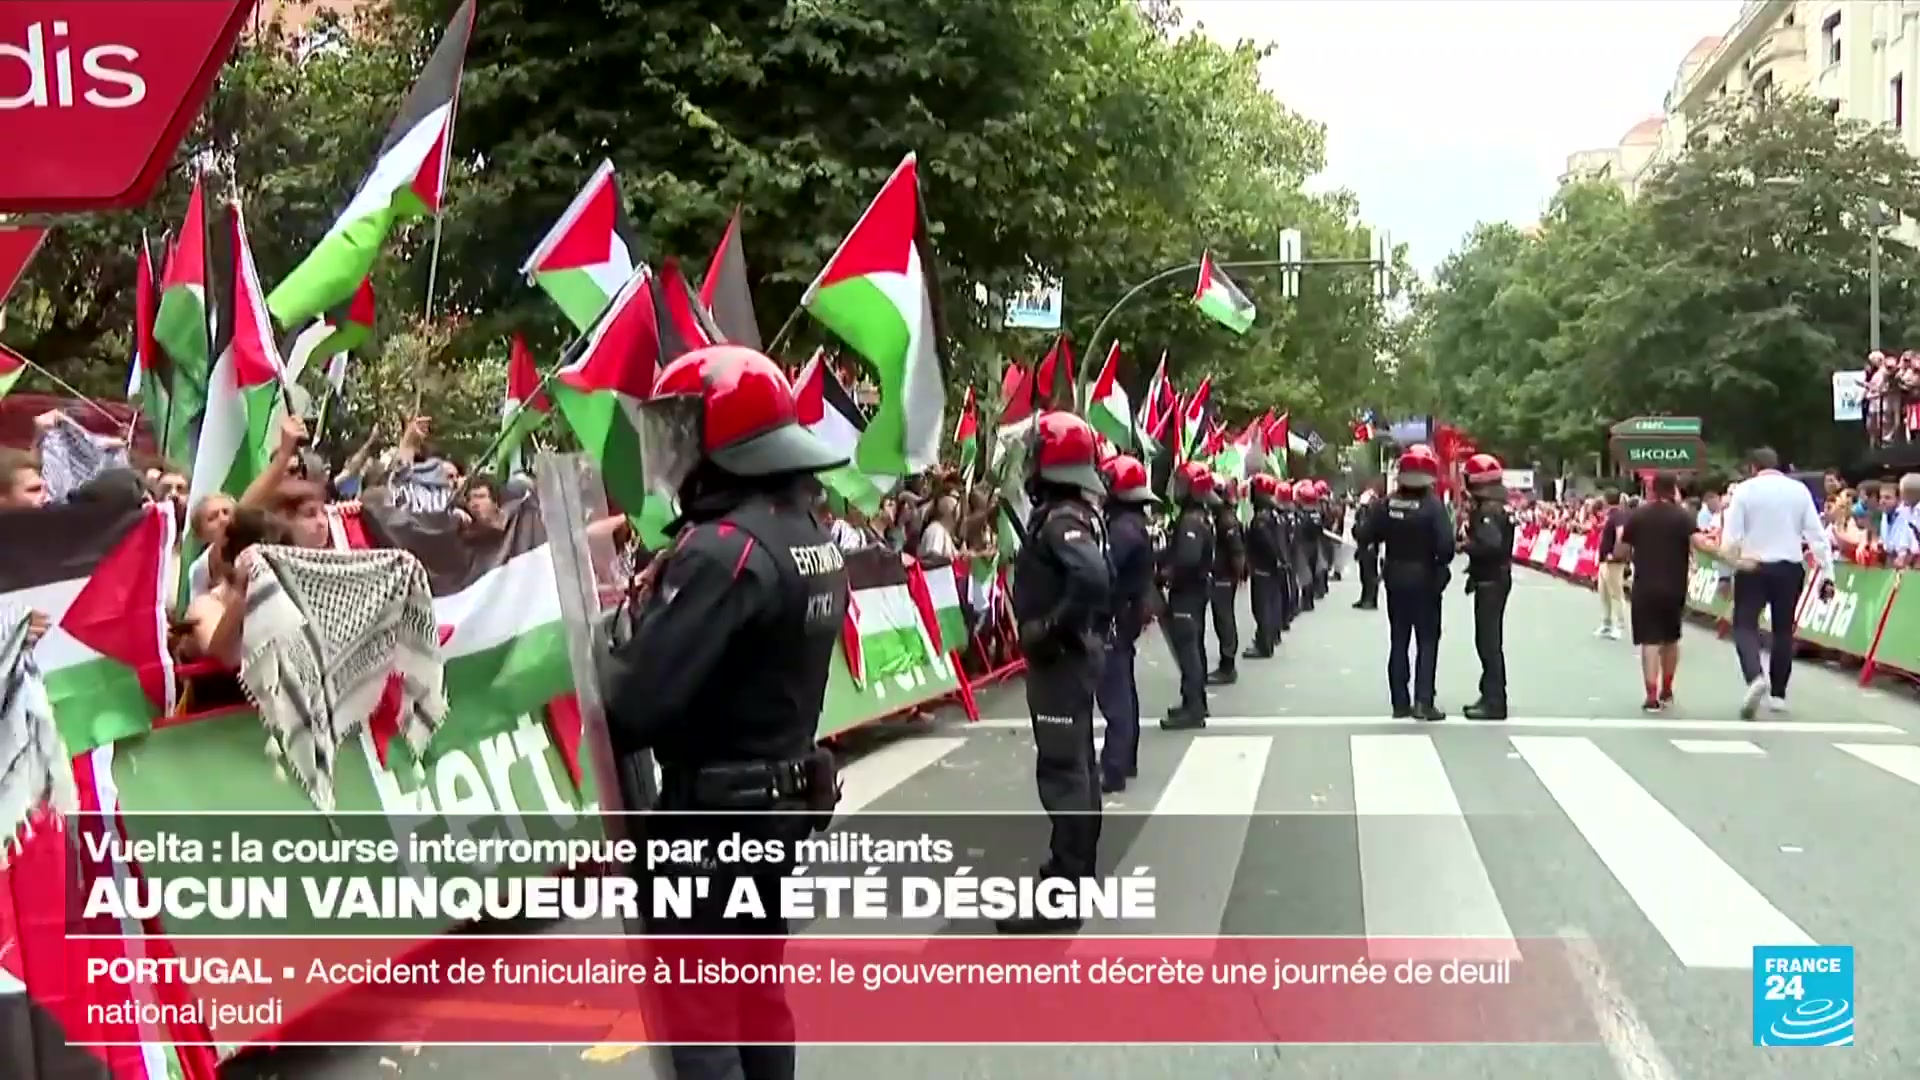 dis
SKODA
ERTZAINTZA
Vuelta : la course interrompue par des militants
AUCUN VAINQUEUR N' A ÉTÉ DÉSIGNÉ
PORTUGAL ▪ Accident de funiculaire à Lisbonne: le gouvernement décrète une journée de deuil
national jeudi
FRANCE
24